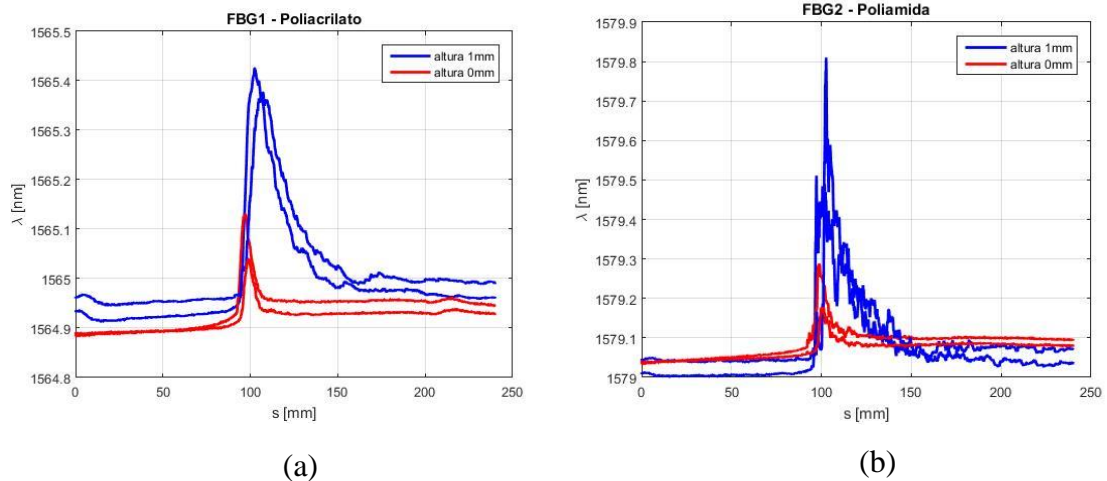 FBG1 - Poliacrilato
1565.5
1565.4
1565.3
1565.2
1565.1
1565
1564.9
1564.8
λ [nm]
altura 1mm
altura 0mm
0 50 100 150 200 250
s [mm]
(a)
FBG2 - Poliamida
1579.9
1579.8
1579.7
1579.6
1579.5
1579.4
1579.3
1579.2
1579.1
1579
λ [nm]
altura 1mm
altura 0mm
0 50 100 150 200 250
s [mm]
(b)